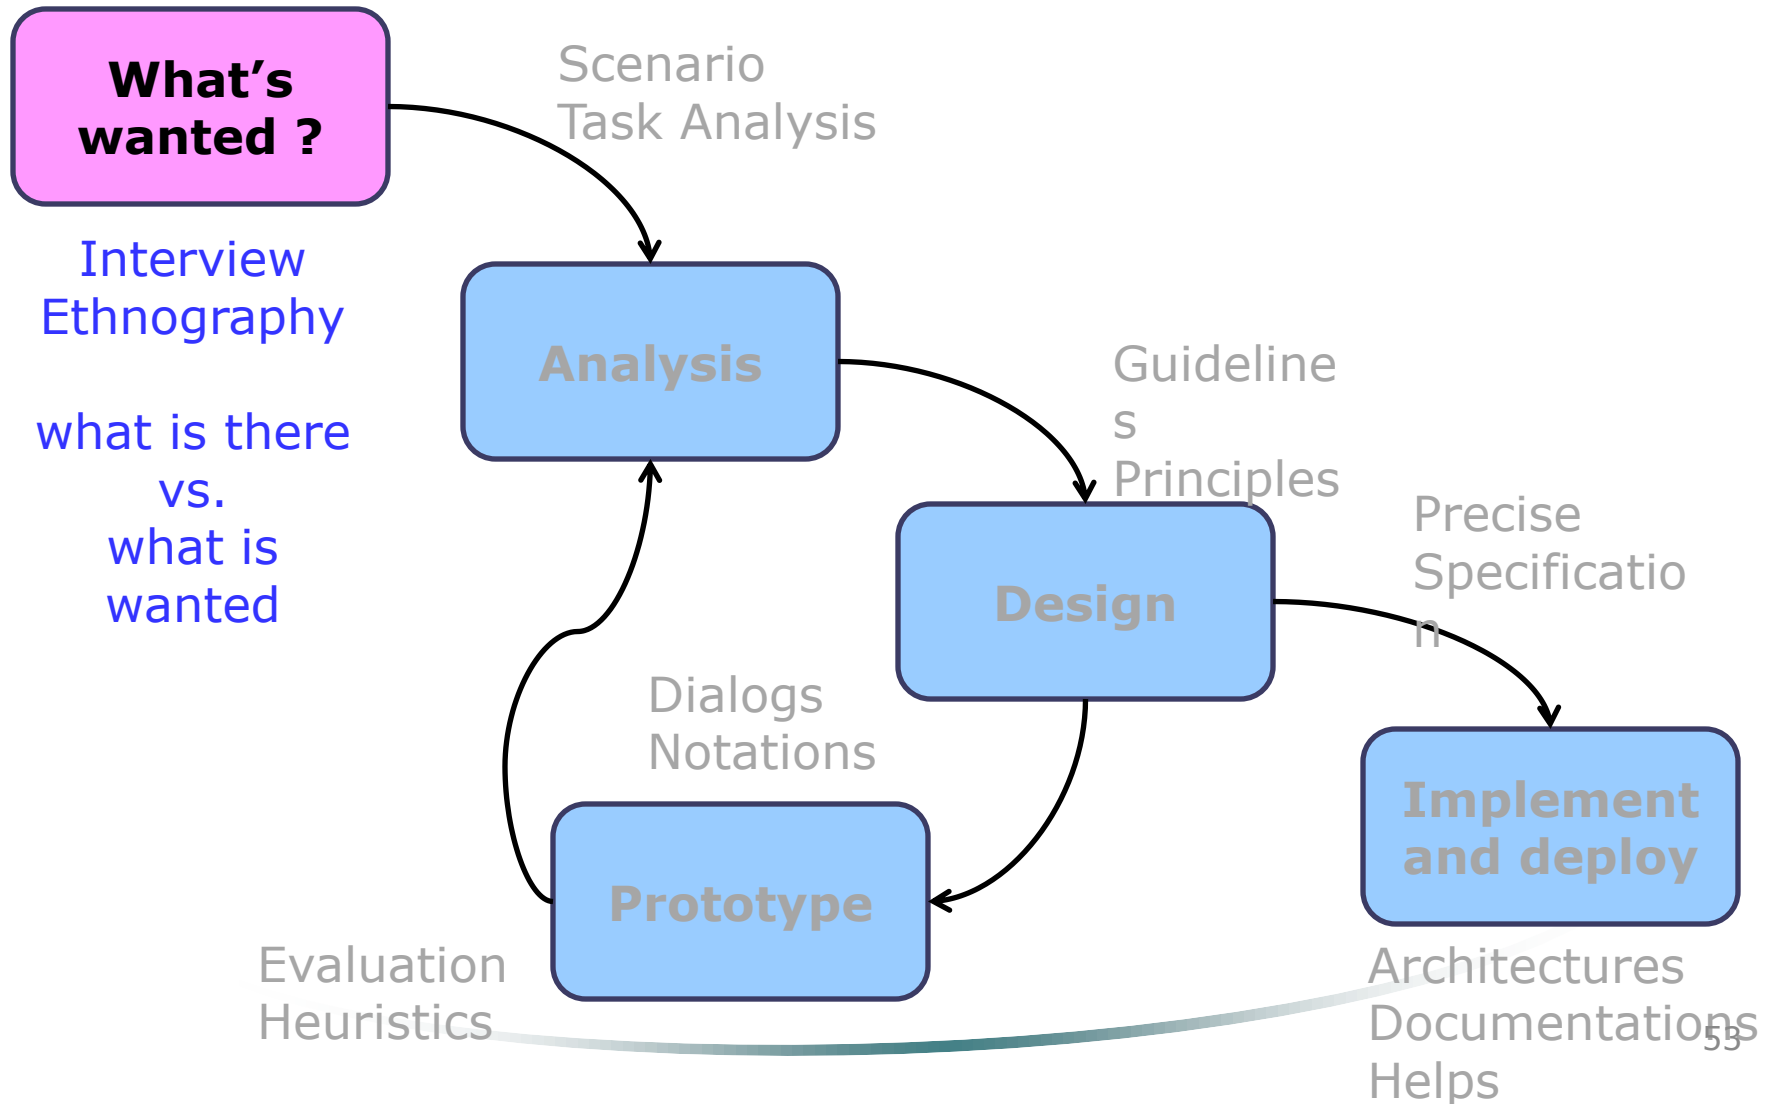 What’s
wanted ?
Scenario
Task Analysis
Interview
Ethnography
what is there
vs.
what is
wanted
Analysis
Guideline
s
Principles
Precise
Specificatio
n
Design
Dialogs
Notations
Implement
and deploy
Prototype
Evaluation
Heuristics
Architectures
Documentations
Helps
53